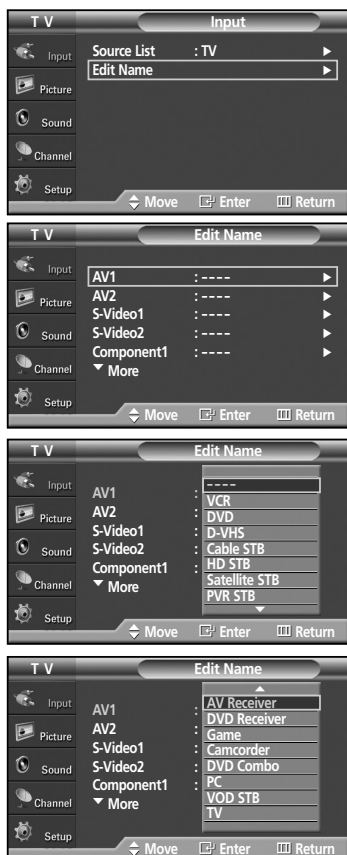 T V Input
Input
Source List : TV ►
Edit Name ►
Picture
Sound
Channel
Setup
Move Enter Return
T V Edit Name
Input
AV1 : ---- ►
Picture
AV2 : ---- ►
S-Video1 : ---- ►
Sound
S-Video2 : ---- ►
Component1 : ---- ►
Channel
▼ More
Setup
Move Enter Return
T V Edit Name
Input
AV1 : ----
VCR
Picture
AV2 : DVD
S-Video1 : D-VHS
Sound
S-Video2 : Cable STB
Component1 : HD STB
Channel
▼ More Satellite STB
PVR STB
Setup
▼
Move Enter Return
T V Edit Name
▲
Input
AV1 : AV Receiver
DVD Receiver
Picture
AV2 : Game
S-Video1 : Camcorder
Sound
S-Video2 : DVD Combo
Component1 : PC
Channel
▼ More VOD STB
TV
Setup
Move Enter Return